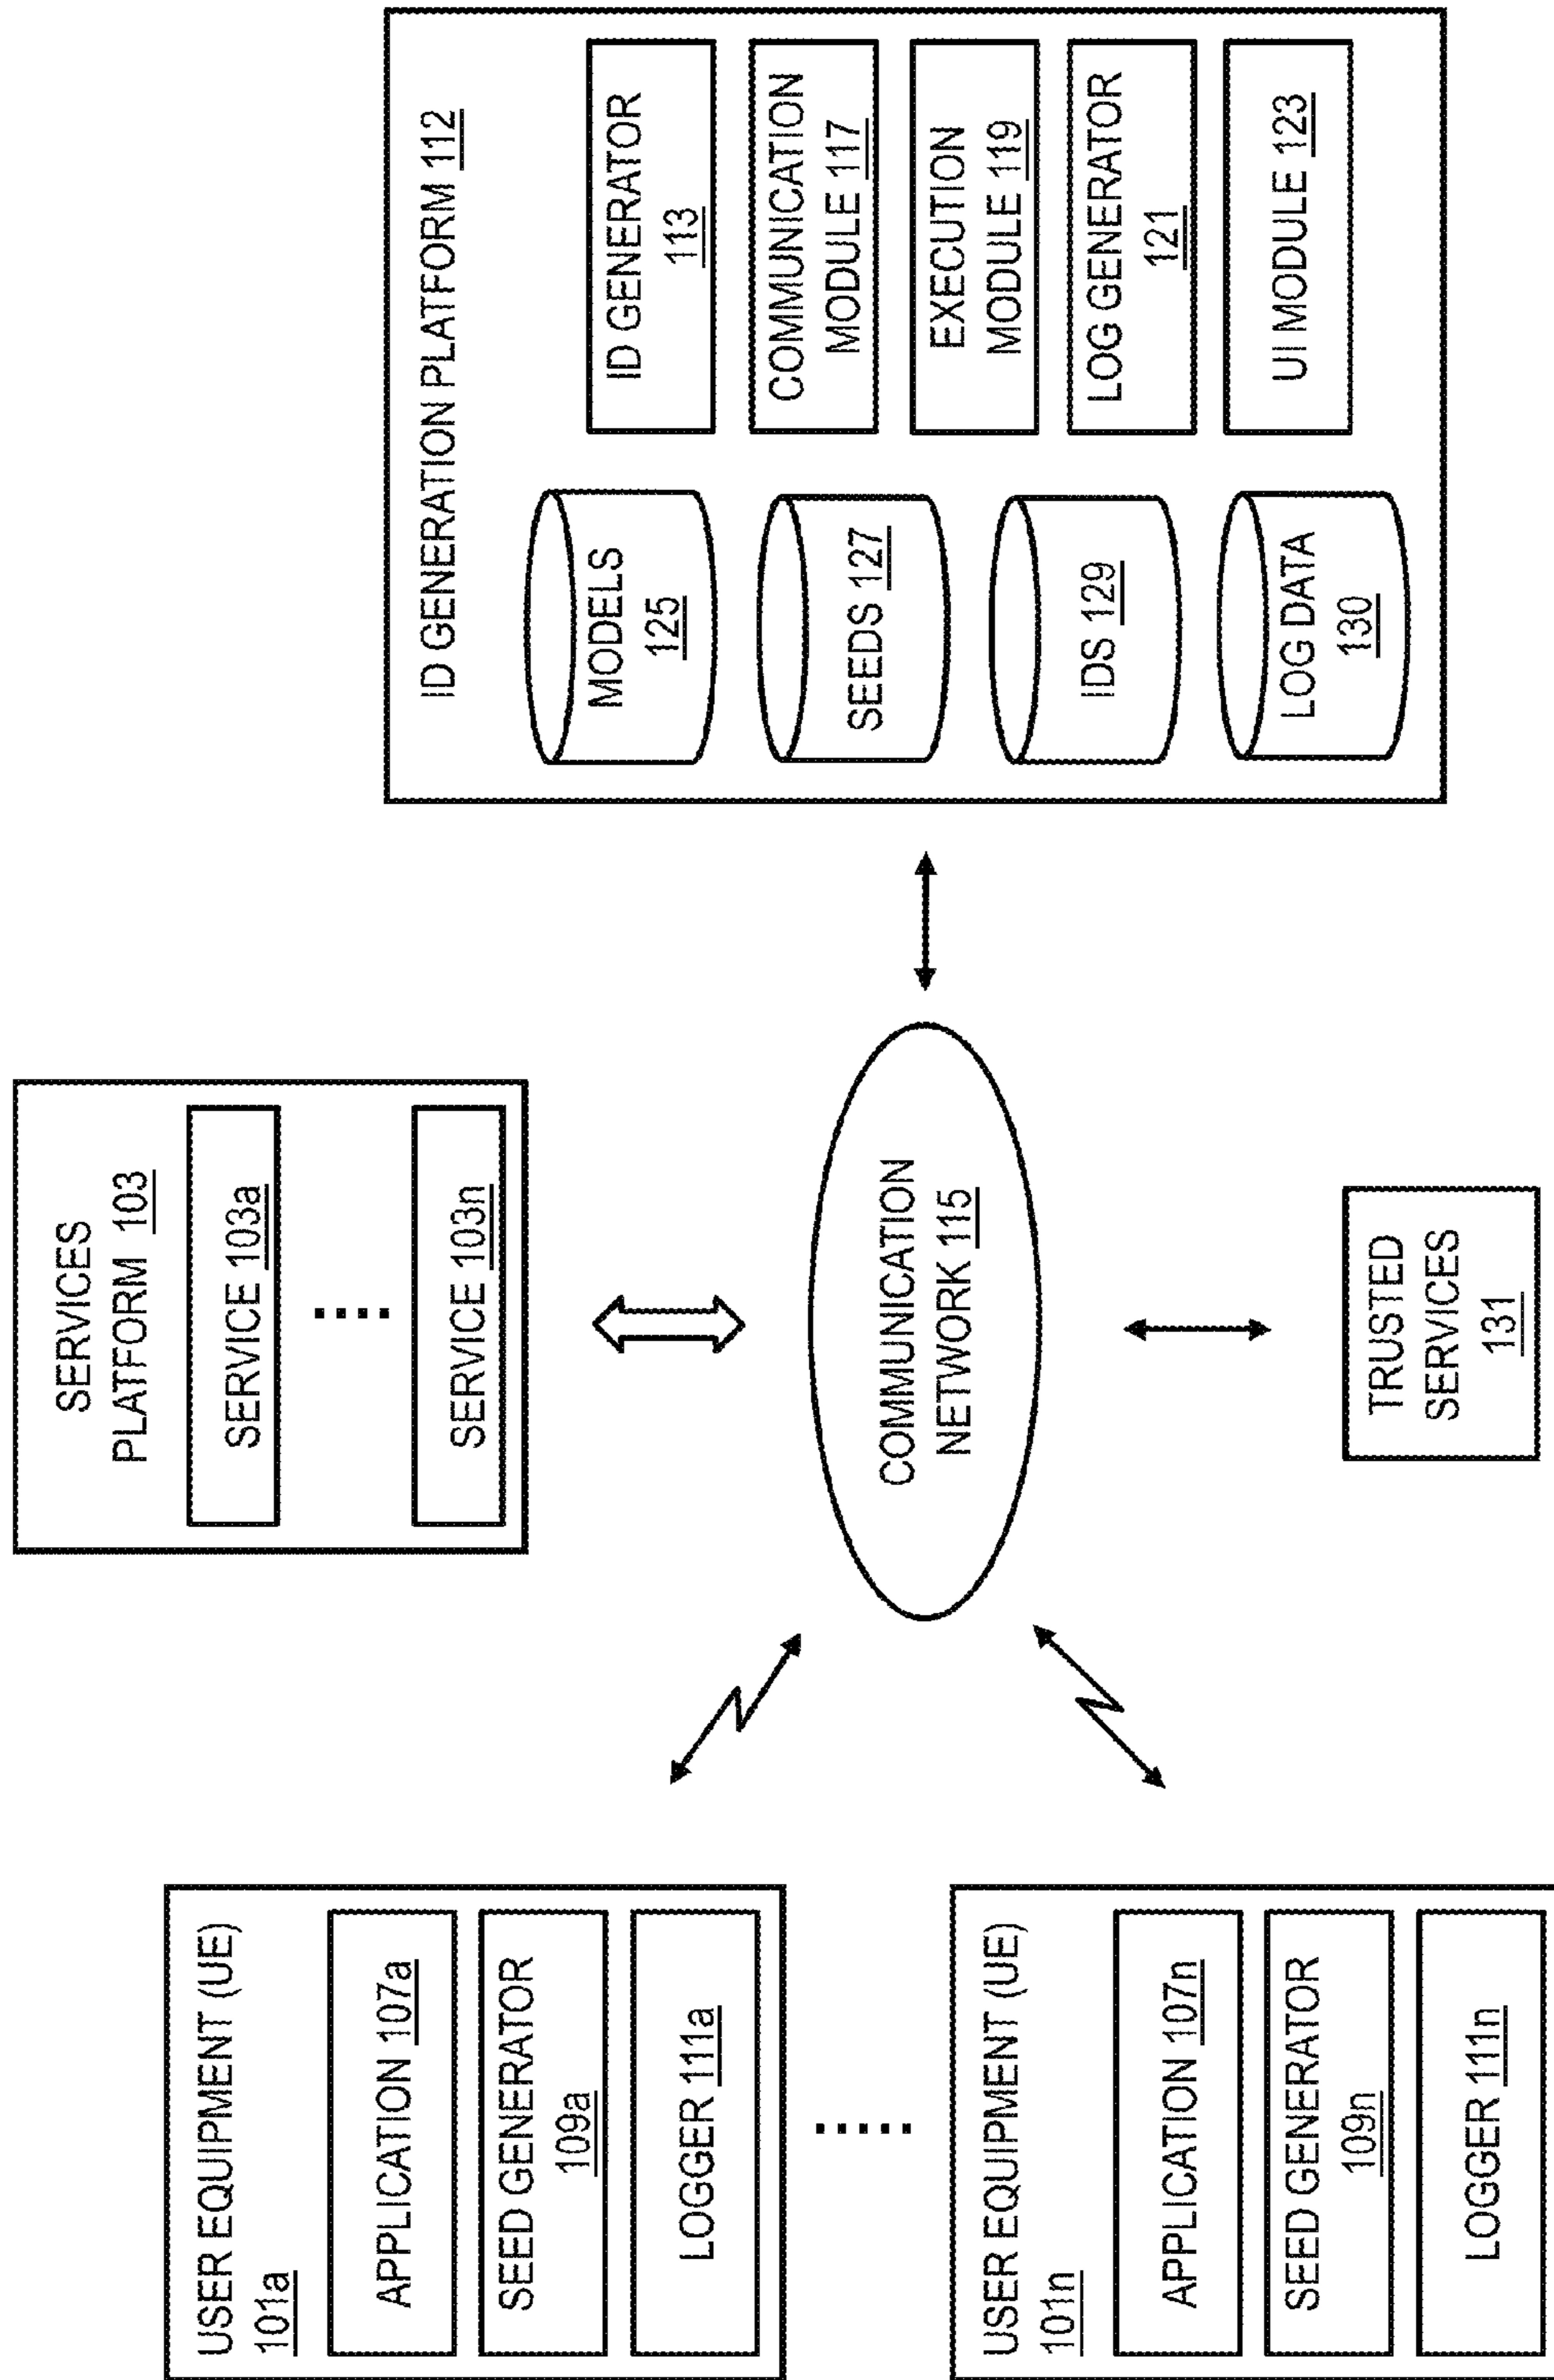 SERVICES
PLATFORM 103
SERVICE 103a
SERVICE 103n
USER EQUIPMENT (UE)
101a
APPLICATION 107a
SEED GENERATOR
109a
LOGGER 111a
USER EQUIPMENT (UE)
101n
APPLICATION 107n
SEED GENERATOR
109n
LOGGER 111n
COMMUNICATION
NETWORK 115
TRUSTED
SERVICES
131
ID GENERATION PLATFORM 112
MODELS
125
SEEDS 127
IDS 129
LOG DATA
130
ID GENERATOR
113
COMMUNICATION
MODULE 117
EXECUTION
MODULE 119
LOG GENERATOR
121
UI MODULE 123